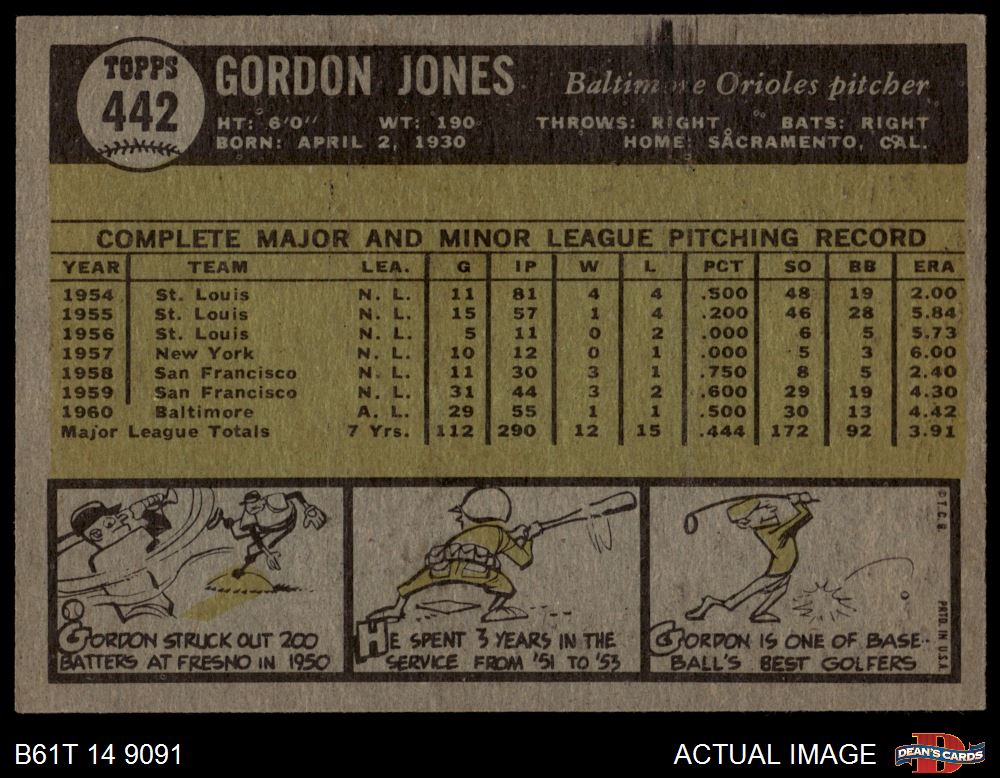 TOPPS
442
GORDON JONES
Baltimore Orioles pitcher
HT: 6'0" WT: 190 THROWS: RIGHT BATS: RIGHT
BORN: APRIL 2, 1930 HOME: SACRAMENTO, CAL.
COMPLETE MAJOR AND MINOR LEAGUE PITCHING RECORD
YEAR TEAM LEA. G IP W L PCT SO BB ERA
1954 St. Louis N. L. 11 81 4 4 .500 48 19 2.00
1955 St. Louis N. L. 15 57 1 4 .200 46 28 5.84
1956 St. Louis N. L. 5 11 0 2 .000 6 5 5.73
1957 New York N. L. 10 12 0 1 .000 5 3 6.00
1958 San Francisco N. L. 11 30 3 1 .750 8 5 2.40
1959 San Francisco N. L. 31 44 3 2 .600 29 19 4.30
1960 Baltimore A. L. 29 55 1 1 .500 30 13 4.42
Major League Totals 7 Yrs. 112 290 12 15 .444 172 92 3.91
GORDON STRUCK OUT 200
BATTERS AT FRESNO IN 1950
HE SPENT 3 YEARS IN THE
SERVICE FROM '51 TO '53
GORDON IS ONE OF BASE-
BALL'S BEST GOLFERS
© T.C.G. PRTD. IN U.S.A.
B61T 14 9091
ACTUAL IMAGE
DEAN'S CARDS